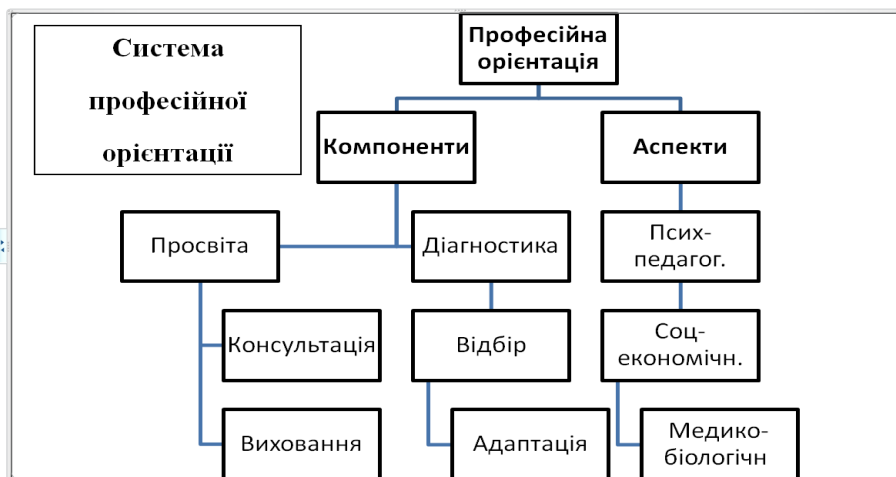 Система
професійної
орієнтації
Професійна
орієнтація
Компоненти
Аспекти
Просвіта
Діагностика
Псих-
педагог.
Консультація
Відбір
Соц-
економічн.
Виховання
Адаптація
Медико-
біологічн